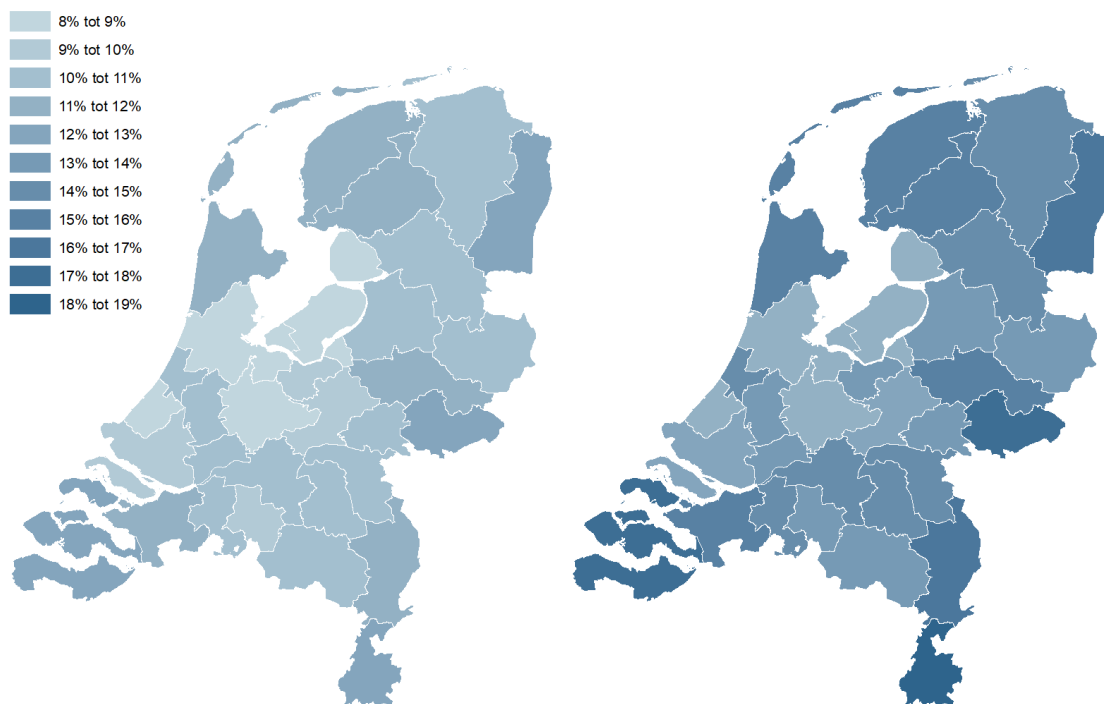 8% tot 9%
9% tot 10%
10% tot 11%
11% tot 12%
12% tot 13%
13% tot 14%
14% tot 15%
15% tot 16%
16% tot 17%
17% tot 18%
18% tot 19%